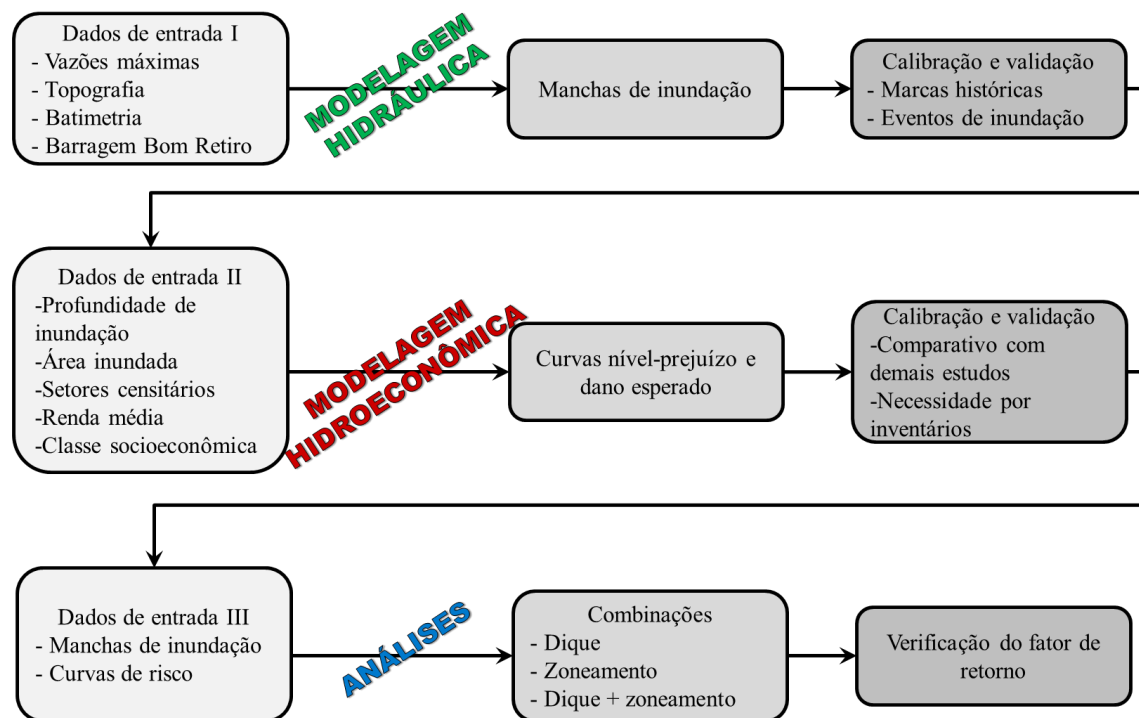 Dados de entrada I
- Vazões máximas
- Topografia
- Batimetria
- Barragem Bom Retiro
MODELAGEM
HIDRÁULICA
Manchas de inundação
Calibração e validação
- Marcas históricas
- Eventos de inundação
Dados de entrada II
-Profundidade de
inundação
-Área inundada
-Setores censitários
-Renda média
-Classe socioeconômica
MODELAGEM
HIDROECONÔMICA
Curvas nível-prejuízo e
dano esperado
Calibração e validação
-Comparativo com
demais estudos
-Necessidade por
inventários
Dados de entrada III
- Manchas de inundação
- Curvas de risco
ANÁLISES
Combinações
- Dique
- Zoneamento
- Dique + zoneamento
Verificação do fator de
retorno